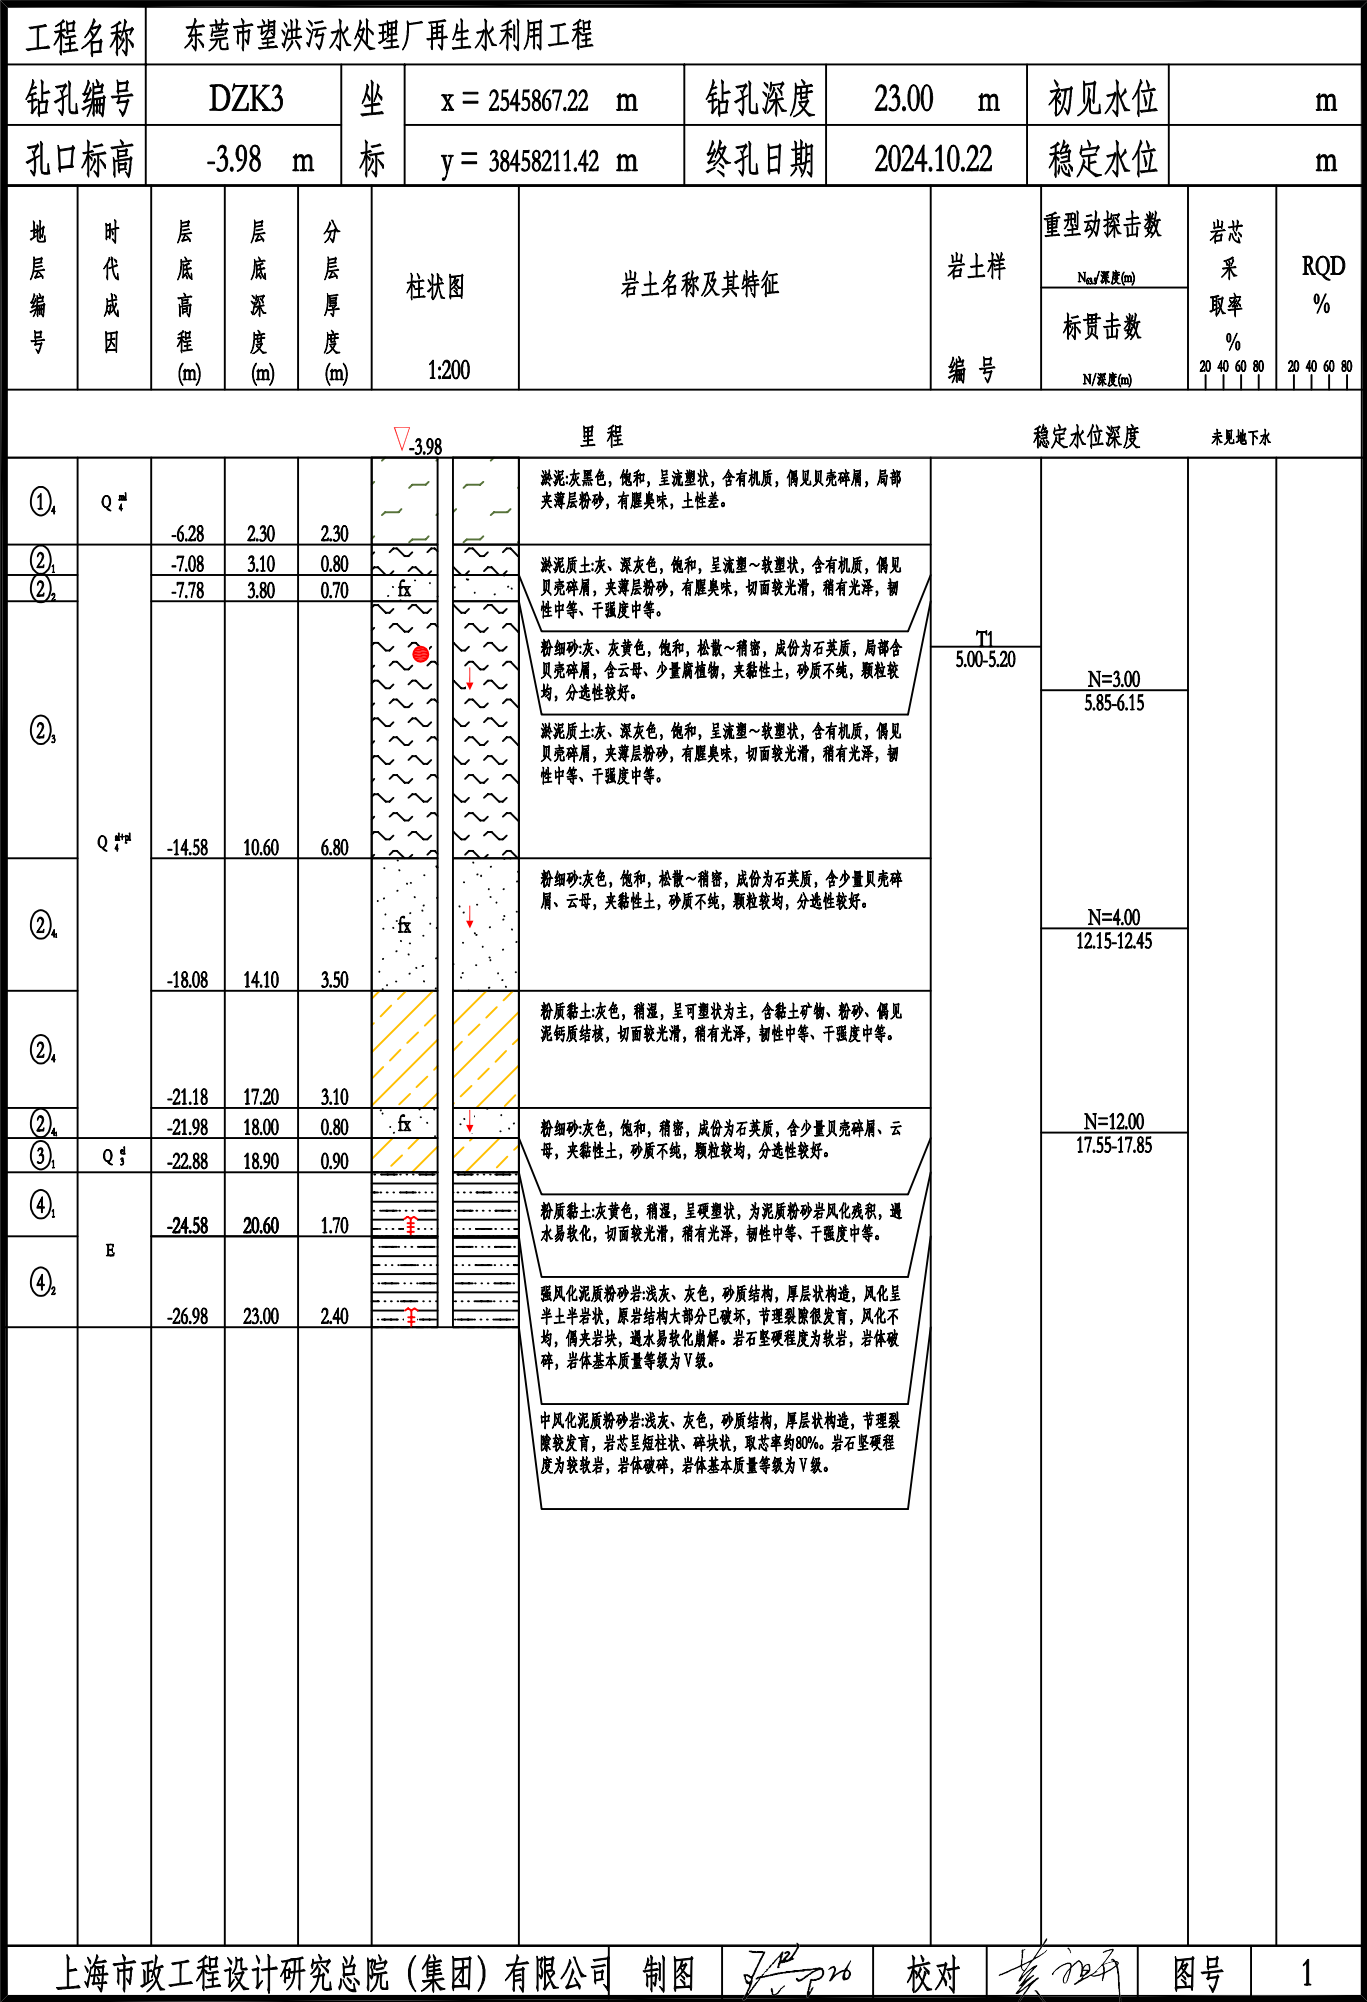 工程名称 东莞市望洪污水处理厂再生水利用工程
钻孔编号 DZK3 坐 x = 2545867.22 m 钻孔深度 23.00 m 初见水位 m
孔口标高 -3.98 m 标 y = 38458211.42 m 终孔日期 2024.10.22 稳定水位 m
地层编号
时代成因
层底高程(m)
层底深度(m)
分层厚度(m)
柱状图
1:200
岩土名称及其特征
岩土样
编 号
重型动探击数
N63.5/深度(m)
标贯击数
N/深度(m)
岩芯采取率
%
20 40 60 80
RQD
%
20 40 60 80
-3.98 里 程 稳定水位深度 未见地下水
①4 Q 4 ml -6.28 2.30 2.30
淤泥:灰黑色，饱和，呈流塑状，含有机质，偶见贝壳碎屑，局部
夹薄层粉砂，有腥臭味，土性差。
②1 -7.08 3.10 0.80
淤泥质土:灰、深灰色，饱和，呈流塑～软塑状，含有机质，偶见
贝壳碎屑，夹薄层粉砂，有腥臭味，切面较光滑，稍有光泽，韧
性中等、干强度中等。
②2 -7.78 3.80 0.70 fx
粉细砂:灰、灰黄色，饱和，松散～稍密，成份为石英质，局部含
贝壳碎屑，含云母、少量腐植物，夹黏性土，砂质不纯，颗粒较
均，分选性较好。
T1
5.00-5.20
N=3.00
5.85-6.15
②3 Q 4 al+pl -14.58 10.60 6.80
淤泥质土:灰、深灰色，饱和，呈流塑～软塑状，含有机质，偶见
贝壳碎屑，夹薄层粉砂，有腥臭味，切面较光滑，稍有光泽，韧
性中等、干强度中等。
②4t -18.08 14.10 3.50 fx
粉细砂:灰色，饱和，松散～稍密，成份为石英质，含少量贝壳碎
屑、云母，夹黏性土，砂质不纯，颗粒较均，分选性较好。
N=4.00
12.15-12.45
②4 -21.18 17.20 3.10
粉质黏土:灰色，稍湿，呈可塑状为主，含黏土矿物、粉砂、偶见
泥钙质结核，切面较光滑，稍有光泽，韧性中等、干强度中等。
②4t -21.98 18.00 0.80 fx
粉细砂:灰色，饱和，稍密，成份为石英质，含少量贝壳碎屑、云
母，夹黏性土，砂质不纯，颗粒较均，分选性较好。
N=12.00
17.55-17.85
③1 Q 3 el -22.88 18.90 0.90
粉质黏土:灰黄色，稍湿，呈硬塑状，为泥质粉砂岩风化残积，遇
水易软化，切面较光滑，稍有光泽，韧性中等、干强度中等。
④1 -24.58 20.60 1.70
E
强风化泥质粉砂岩:浅灰、灰色，砂质结构，厚层状构造，风化呈
半土半岩状，原岩结构大部分已破坏，节理裂隙很发育，风化不
均，偶夹岩块，遇水易软化崩解。岩石坚硬程度为软岩，岩体破
碎，岩体基本质量等级为Ⅴ级。
④2 -26.98 23.00 2.40
中风化泥质粉砂岩:浅灰、灰色，砂质结构，厚层状构造，节理裂
隙较发育，岩芯呈短柱状、碎块状，取芯率约80%。岩石坚硬程
度为较软岩，岩体破碎，岩体基本质量等级为Ⅴ级。
上海市政工程设计研究总院（集团）有限公司 制图 校对 图号 1